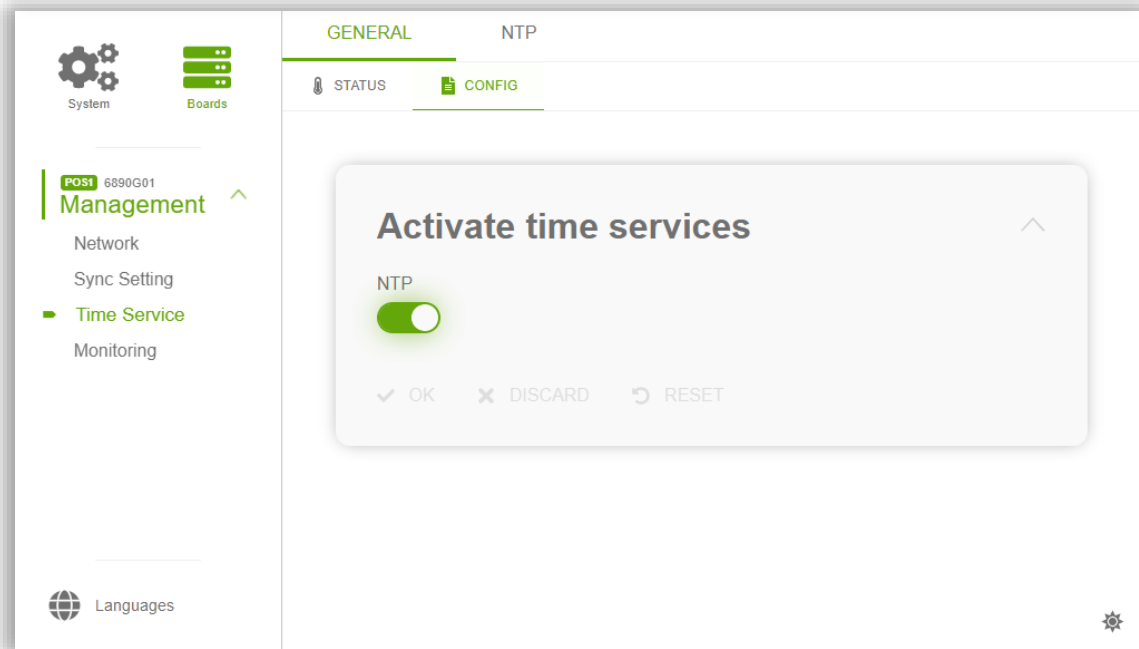 System
Boards
POS1 6890G01
Management
Network
Sync Setting
Time Service
Monitoring
Languages
GENERAL NTP
STATUS CONFIG
Activate time services
NTP
OK DISCARD RESET